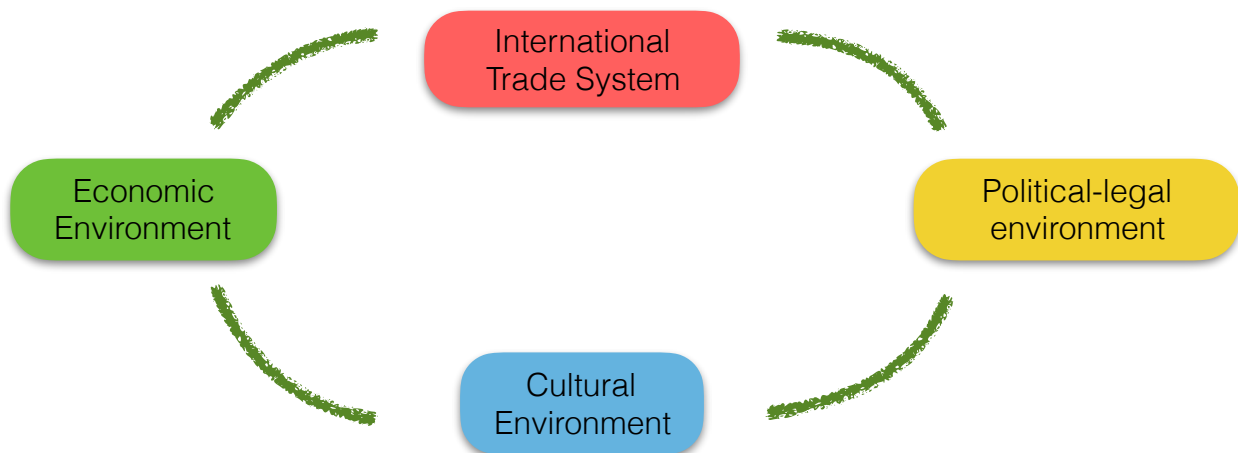 International
Trade System
Economic
Environment
Political-legal
environment
Cultural
Environment